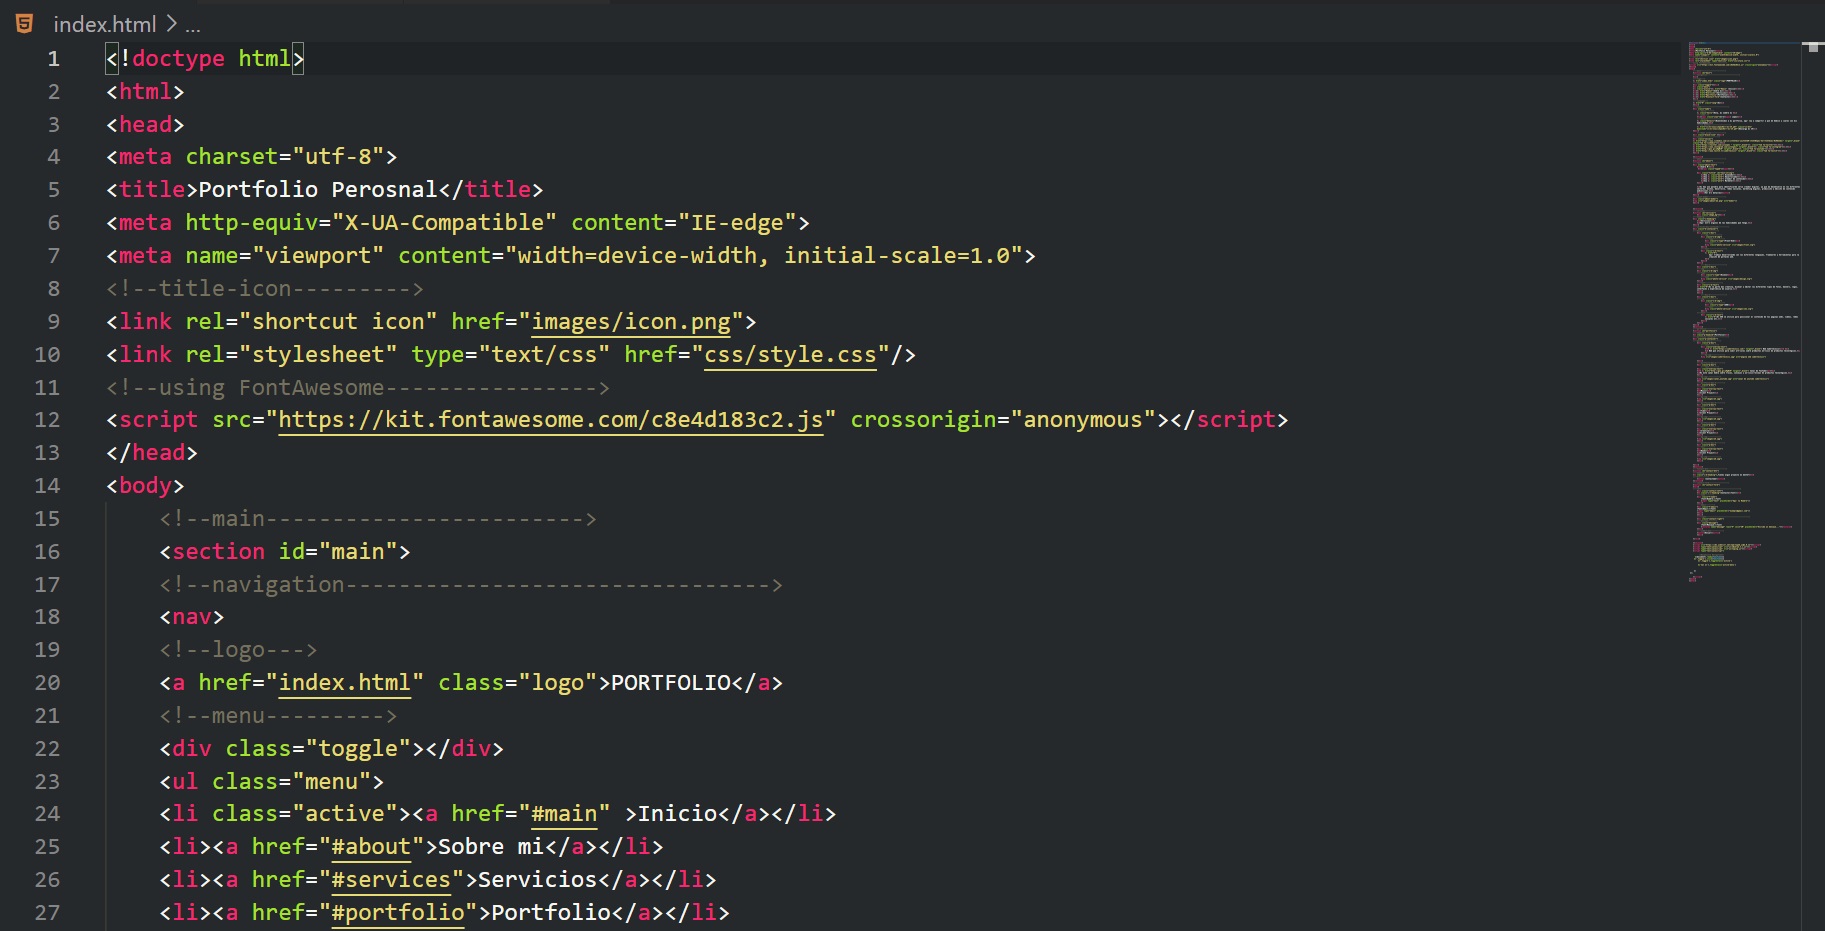 index.html > ...
1 <!doctype html>
2 <html>
3 <head>
4 <meta charset="utf-8">
5 <title>Portfolio Perosnal</title>
6 <meta http-equiv="X-UA-Compatible" content="IE-edge">
7 <meta name="viewport" content="width=device-width, initial-scale=1.0">
8 <!--title-icon--------->
9 <link rel="shortcut icon" href="images/icon.png">
10 <link rel="stylesheet" type="text/css" href="css/style.css"/>
11 <!--using FontAwesome---------------->
12 <script src="https://kit.fontawesome.com/c8e4d183c2.js" crossorigin="anonymous"></script>
13 </head>
14 <body>
15 <!--main------------------------>
16 <section id="main">
17 <!--navigation-------------------------------->
18 <nav>
19 <!--logo--->
20 <a href="index.html" class="logo">PORTFOLIO</a>
21 <!--menu--------->
22 <div class="toggle"></div>
23 <ul class="menu">
24 <li class="active"><a href="#main" >Inicio</a></li>
25 <li><a href="#about">Sobre mi</a></li>
26 <li><a href="#services">Servicios</a></li>
27 <li><a href="#portfolio">Portfolio</a></li>